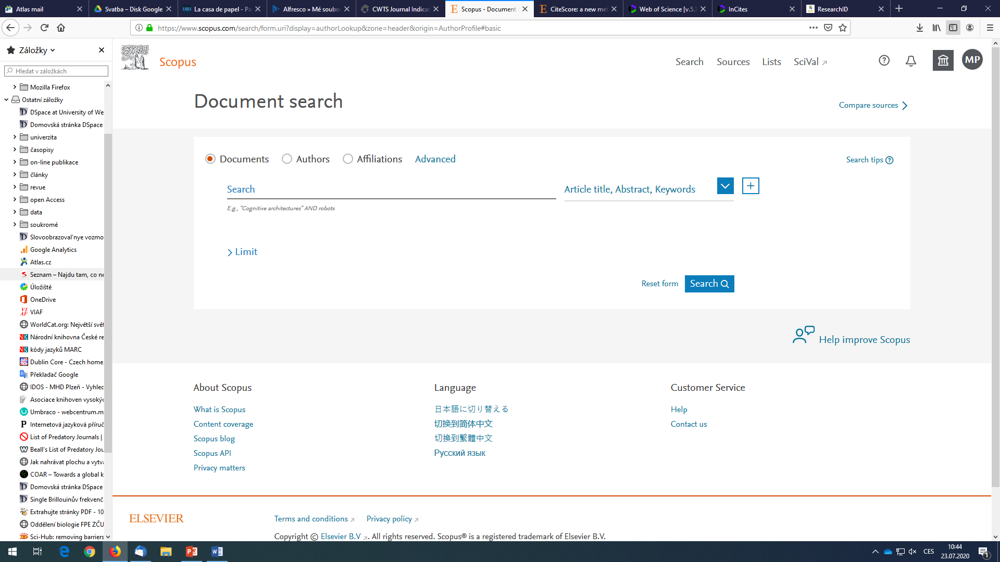 Atlas mail
Svatba – Disk Google
La casa de papel - Pa
Alfresco » Mé soubo
CWTS Journal Indicat
Scopus - Document s
CiteScore: a new me
Web of Science [v.5.3
InCites
ResearchID
https://www.scopus.com/search/form.uri?display=authorLookup&zone=header&origin=AuthorProfile#basic
Záložky
Hledat v záložkách
Mozilla Firefox
Ostatní záložky
DSpace at University of We
Domovská stránka DSpace
univerzita
časopisy
on-line publikace
články
revue
open Access
data
soukromé
Slovoobrazoval'nye vozmo
Google Analytics
Atlas.cz
Seznam – Najdu tam, co ne
Úložiště
OneDrive
VIAF
WorldCat.org: Největší svět
Národní knihovna České re
kódy jazyků MARC
Dublin Core - Czech home
Překladač Google
IDOS - MHD Plzeň - Vyhled
Asociace knihoven vysokýc
Umbraco - webcentrum.m
Internetová jazyková příruč
List of Predatory Journals |
Beall's List of Predatory Jou
Jak nahrávat plochu a vytva
COAR – Towards a global k
Domovská stránka DSpace
Single Brillouinův frekvenč
Extrahujte stránky PDF - 10
Oddělení biologie FPE ZČU
Sci-Hub: removing barriers
Scopus
Search
Sources
Lists
SciVal
MP
Document search
Compare sources
Documents
Authors
Affiliations
Advanced
Search tips
Search
Article title, Abstract, Keywords
E.g., "Cognitive architectures" AND robots
Limit
Reset form
Search
Help improve Scopus
About Scopus
What is Scopus
Content coverage
Scopus blog
Scopus API
Privacy matters
Language
日本語に切り替える
切换到简体中文
切換到繁體中文
Русский язык
Customer Service
Help
Contact us
ELSEVIER
Terms and conditions
Privacy policy
Copyright © Elsevier B.V. All rights reserved. Scopus® is a registered trademark of Elsevier B.V.
CES
10:44
23.07.2020
1